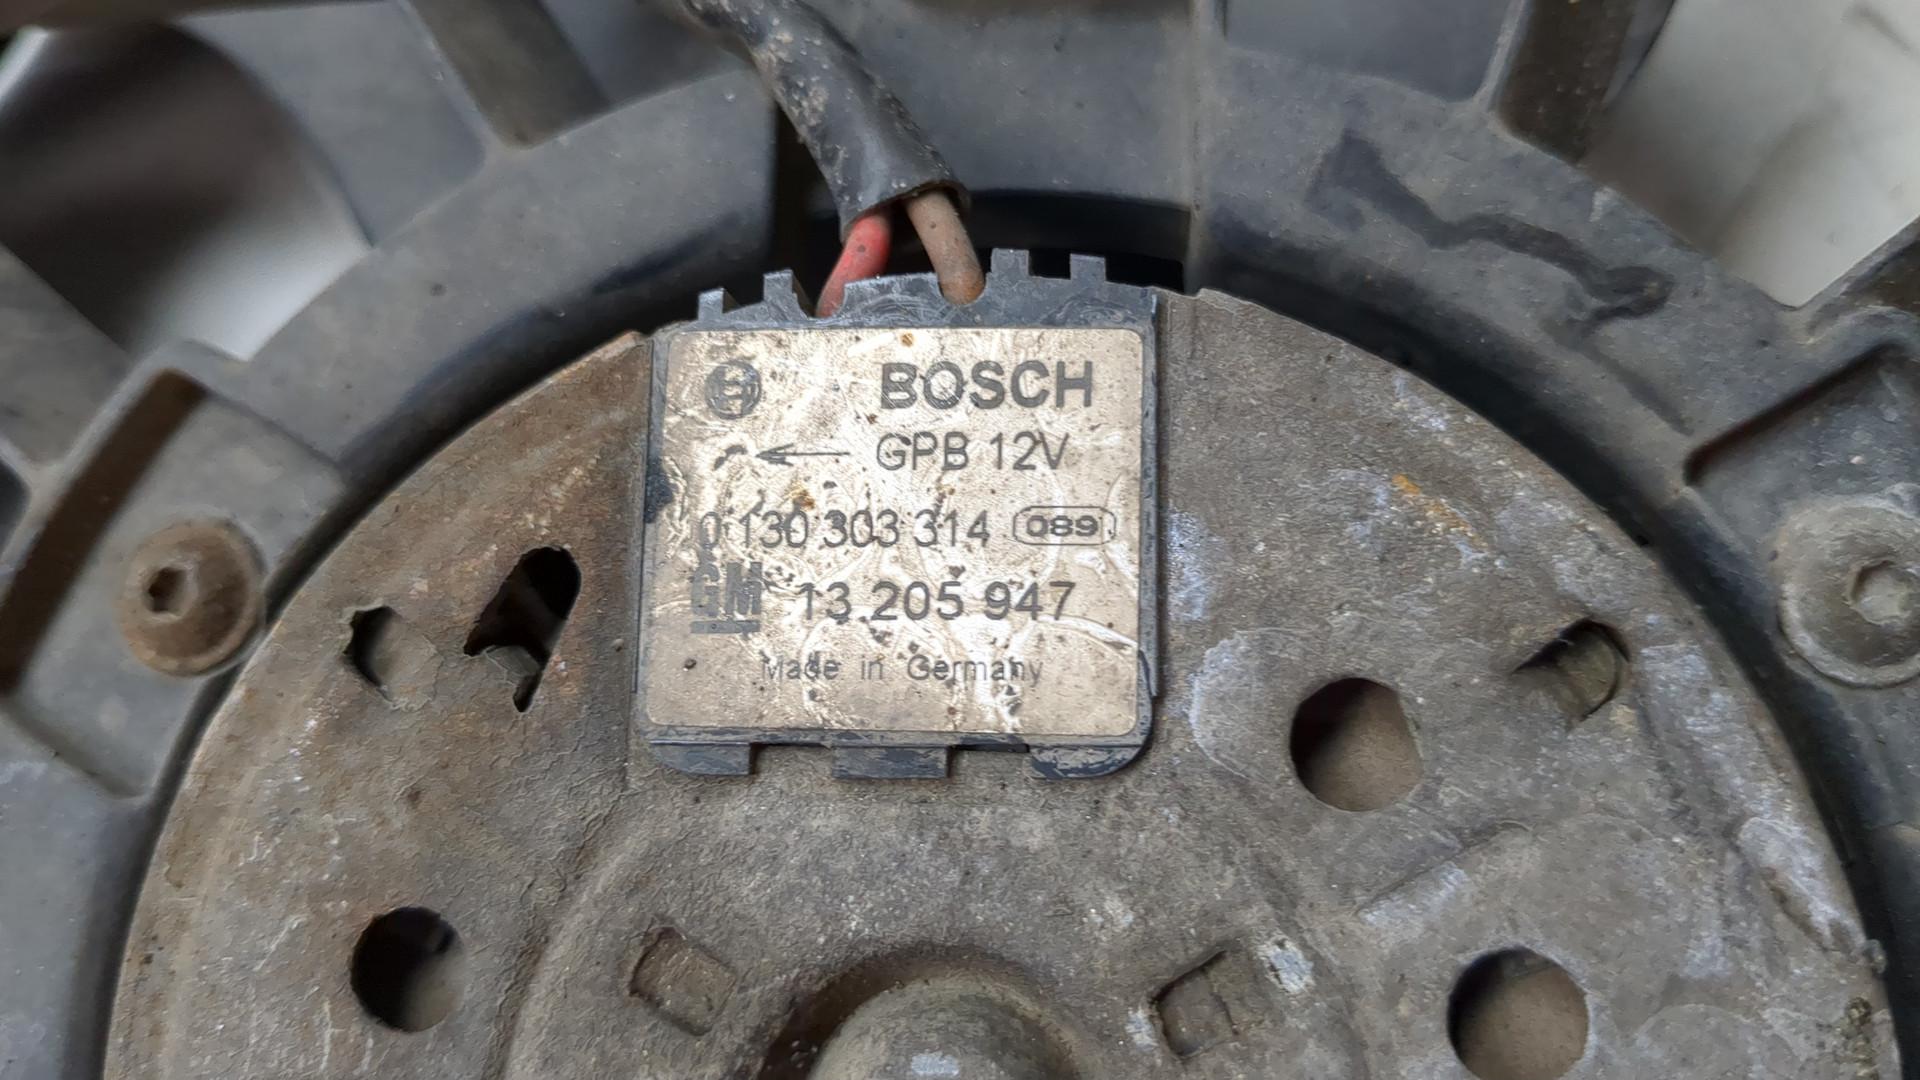 BOSCH
GPB 12V
0 130 303 314 089
GM 13 205 947
Made in Germany